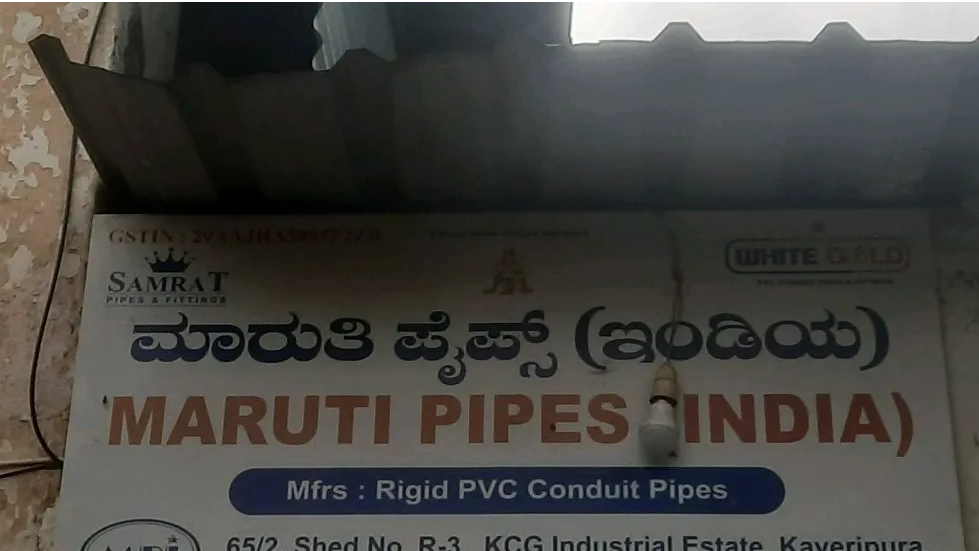 GSTIN :
SAMRAT
PIPES & FITTINGS
WHITE GOLD
ಮಾರುತಿ ಪೈಪ್ಸ್ (ಇಂಡಿಯ)
MARUTI PIPES INDIA)
Mfrs : Rigid PVC Conduit Pipes
65/2, Shed No. R-3, KCG Industrial Estate, Kaveripura